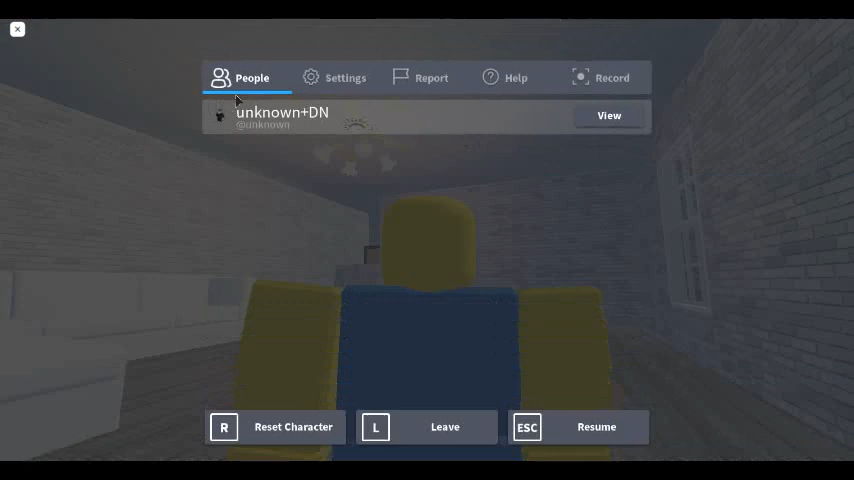 People
Settings
Report
Help
Record
unknown+DN
@unknown
View
R Reset Character
L Leave
ESC Resume